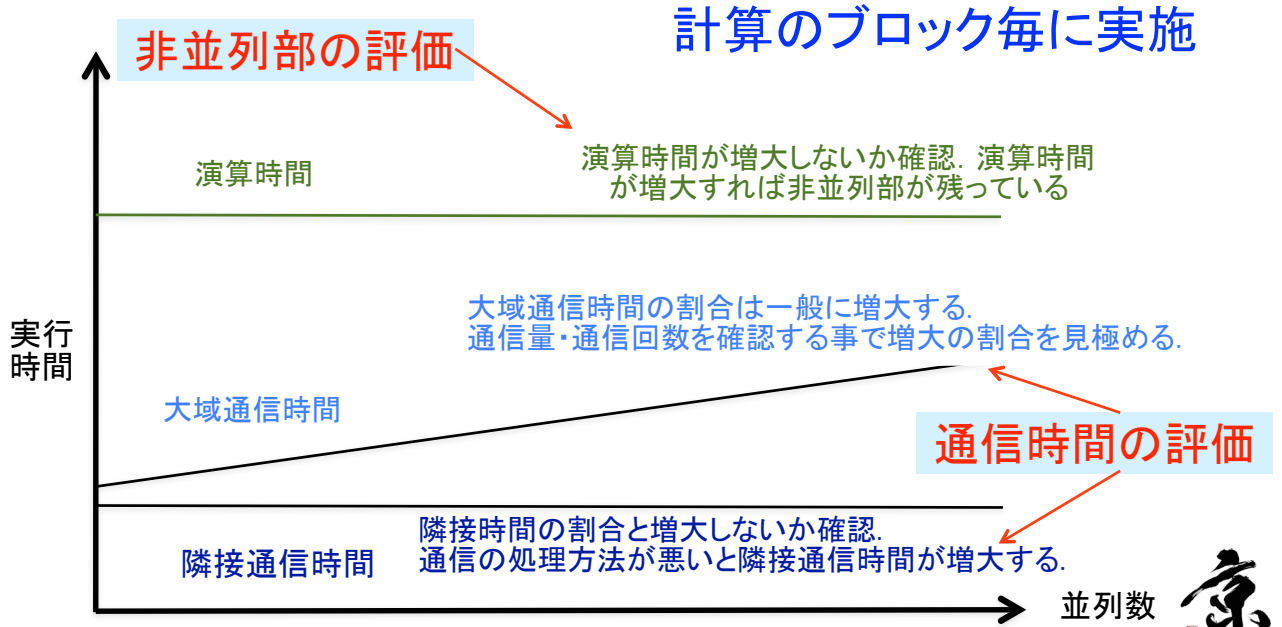 計算のブロック毎に実施
非並列部の評価
演算時間
演算時間が増大しないか確認. 演算時間
が増大すれば非並列部が残っている
大域通信時間の割合は一般に増大する.
通信量・通信回数を確認する事で増大の割合を見極める.
実行
時間
大域通信時間
通信時間の評価
隣接時間の割合と増大しないか確認.
通信の処理方法が悪いと隣接通信時間が増大する.
隣接通信時間
並列数
京